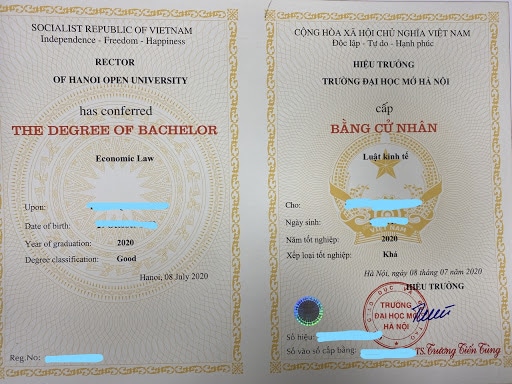 SOCIALIST REPUBLIC OF VIETNAM
Independence - Freedom - Happiness
RECTOR
OF HANOI OPEN UNIVERSITY
has conferred
THE DEGREE OF BACHELOR
Economic Law
Upon:
Date of birth:
Year of graduation: 2020
Degree classification: Good
Hanoi, 08 July 2020
Reg.No:
CỘNG HÒA XÃ HỘI CHỦ NGHĨA VIỆT NAM
Độc lập - Tự do - Hạnh phúc
HIỆU TRƯỞNG
TRƯỜNG ĐẠI HỌC MỞ HÀ NỘI
cấp
BẰNG CỬ NHÂN
Luật kinh tế
Cho:
Ngày sinh:
VIỆT NAM
Năm tốt nghiệp: 2020
Xếp loại tốt nghiệp: Khá
Hà Nội, ngày 08 tháng 07 năm 2020
HIỆU TRƯỞNG
TRƯỜNG
ĐẠI HỌC MỞ
HÀ NỘI
Số hiệu:
Số vào sổ cấp bằng:
TS. Trương Tiến Tùng